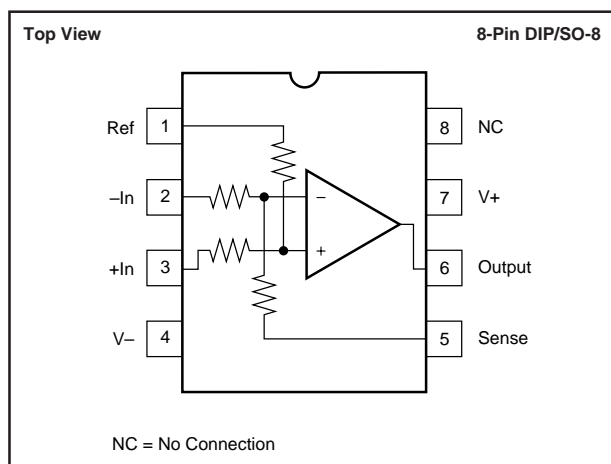 Top View 8-Pin DIP/SO-8
Ref 1 8 NC
–In 2 – 7 V+
+In 3 + 6 Output
V– 4 5 Sense
NC = No Connection